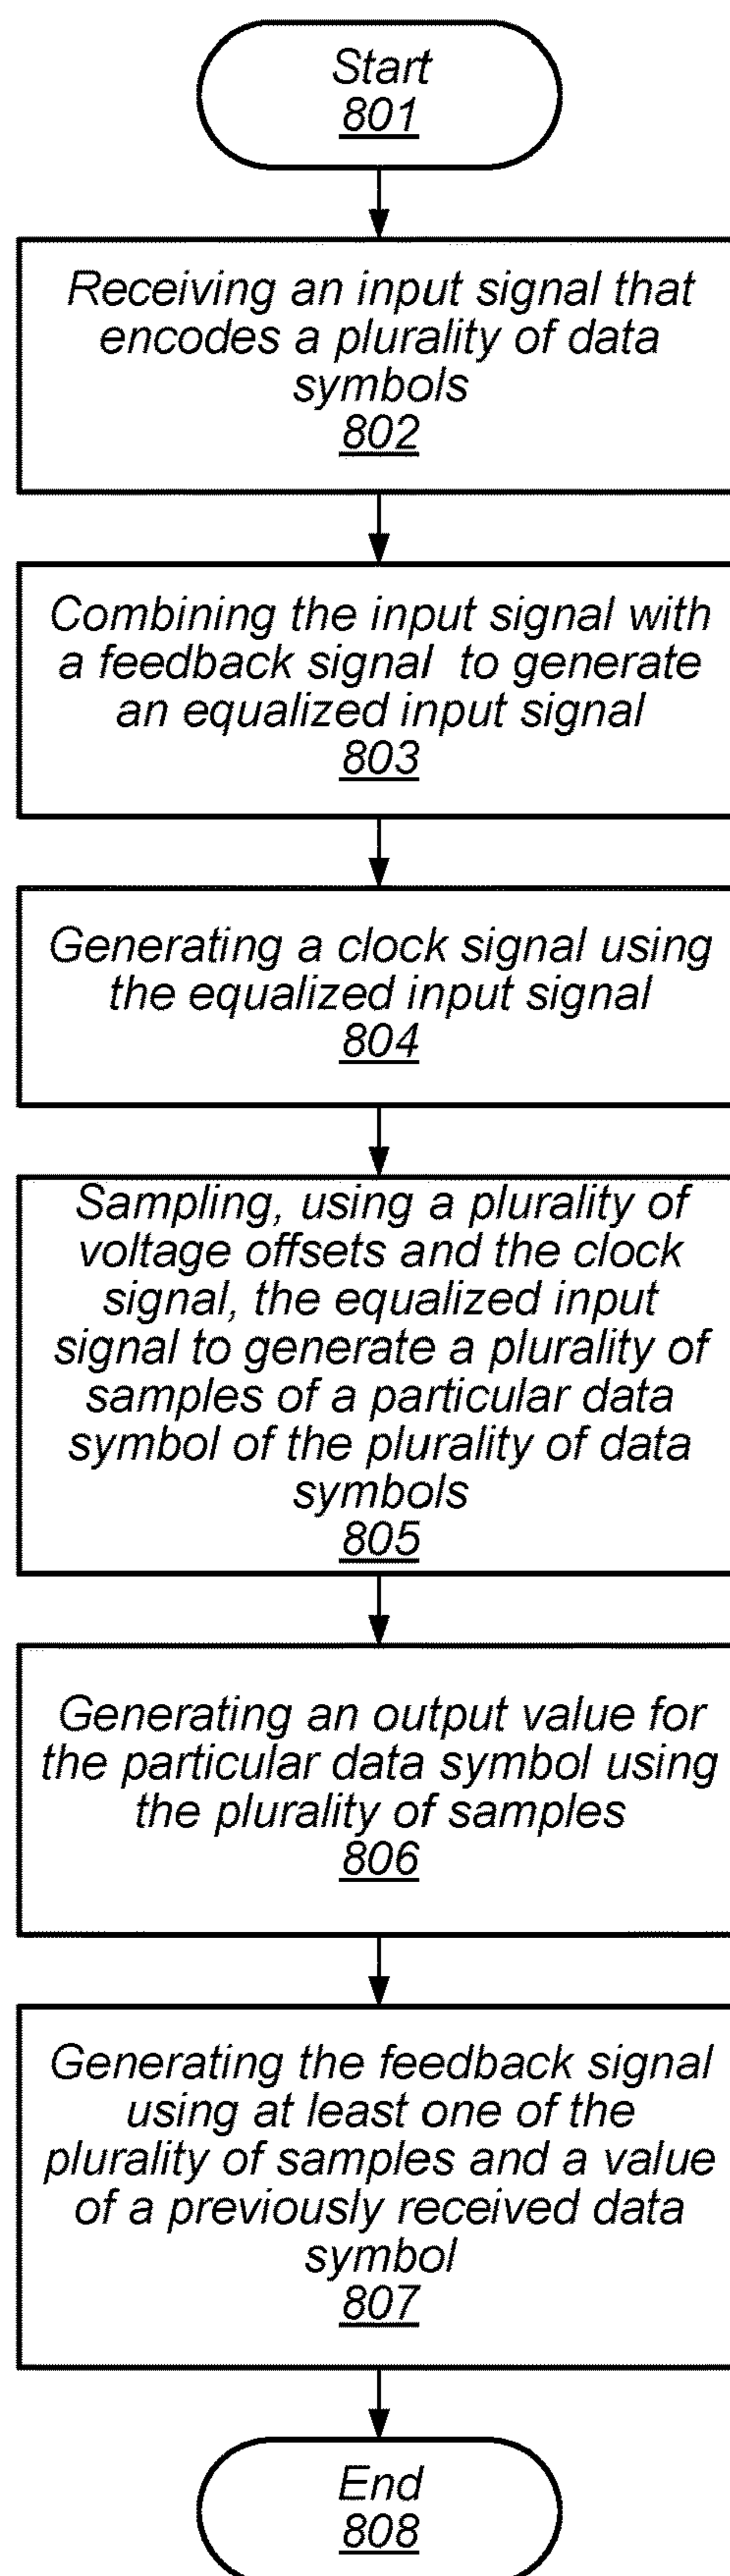 Start
801
Receiving an input signal that
encodes a plurality of data
symbols
802
Combining the input signal with
a feedback signal to generate
an equalized input signal
803
Generating a clock signal using
the equalized input signal
804
Sampling, using a plurality of
voltage offsets and the clock
signal, the equalized input
signal to generate a plurality of
samples of a particular data
symbol of the plurality of data
symbols
805
Generating an output value for
the particular data symbol using
the plurality of samples
806
Generating the feedback signal
using at least one of the
plurality of samples and a value
of a previously received data
symbol
807
End
808